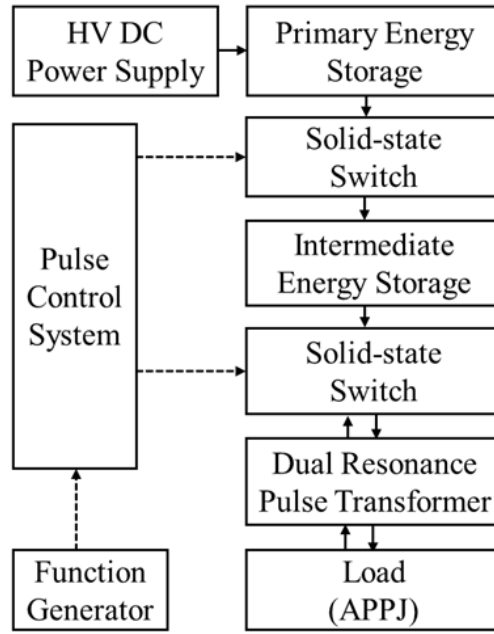 HV DC
Power Supply
Primary Energy
Storage
Solid-state
Switch
Intermediate
Energy Storage
Pulse
Control
System
Solid-state
Switch
Dual Resonance
Pulse Transformer
Function
Generator
Load
(APPJ)